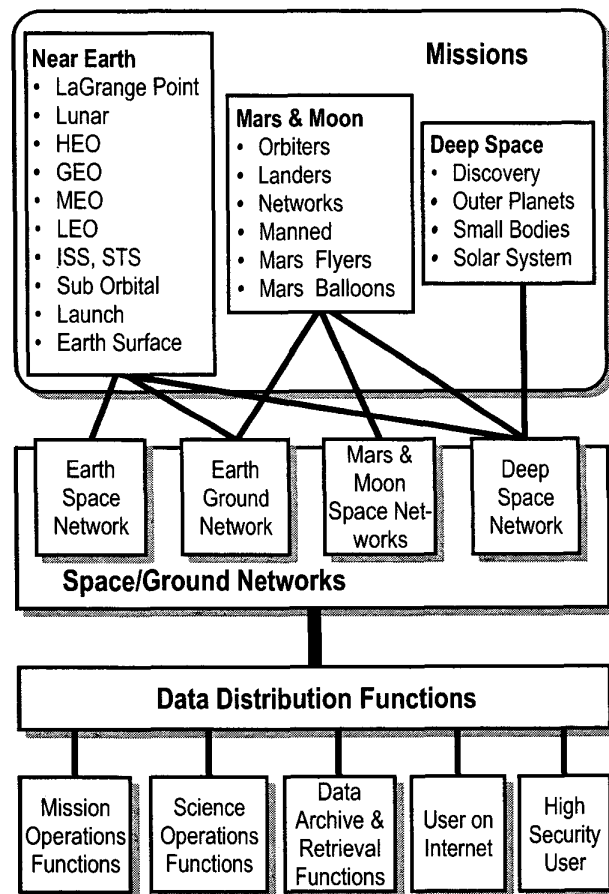 Missions
Near Earth
• LaGrange Point
• Lunar
• HEO
• GEO
• MEO
• LEO
• ISS, STS
• Sub Orbital
• Launch
• Earth Surface
Mars & Moon
• Orbiters
• Landers
• Networks
• Manned
• Mars Flyers
• Mars Balloons
Deep Space
• Discovery
• Outer Planets
• Small Bodies
• Solar System
Earth
Space
Network
Earth
Ground
Network
Mars &
Moon
Space Net-
works
Deep
Space
Network
Space/Ground Networks
Data Distribution Functions
Mission
Operations
Functions
Science
Operations
Functions
Data
Archive &
Retrieval
Functions
User on
Internet
High
Security
User